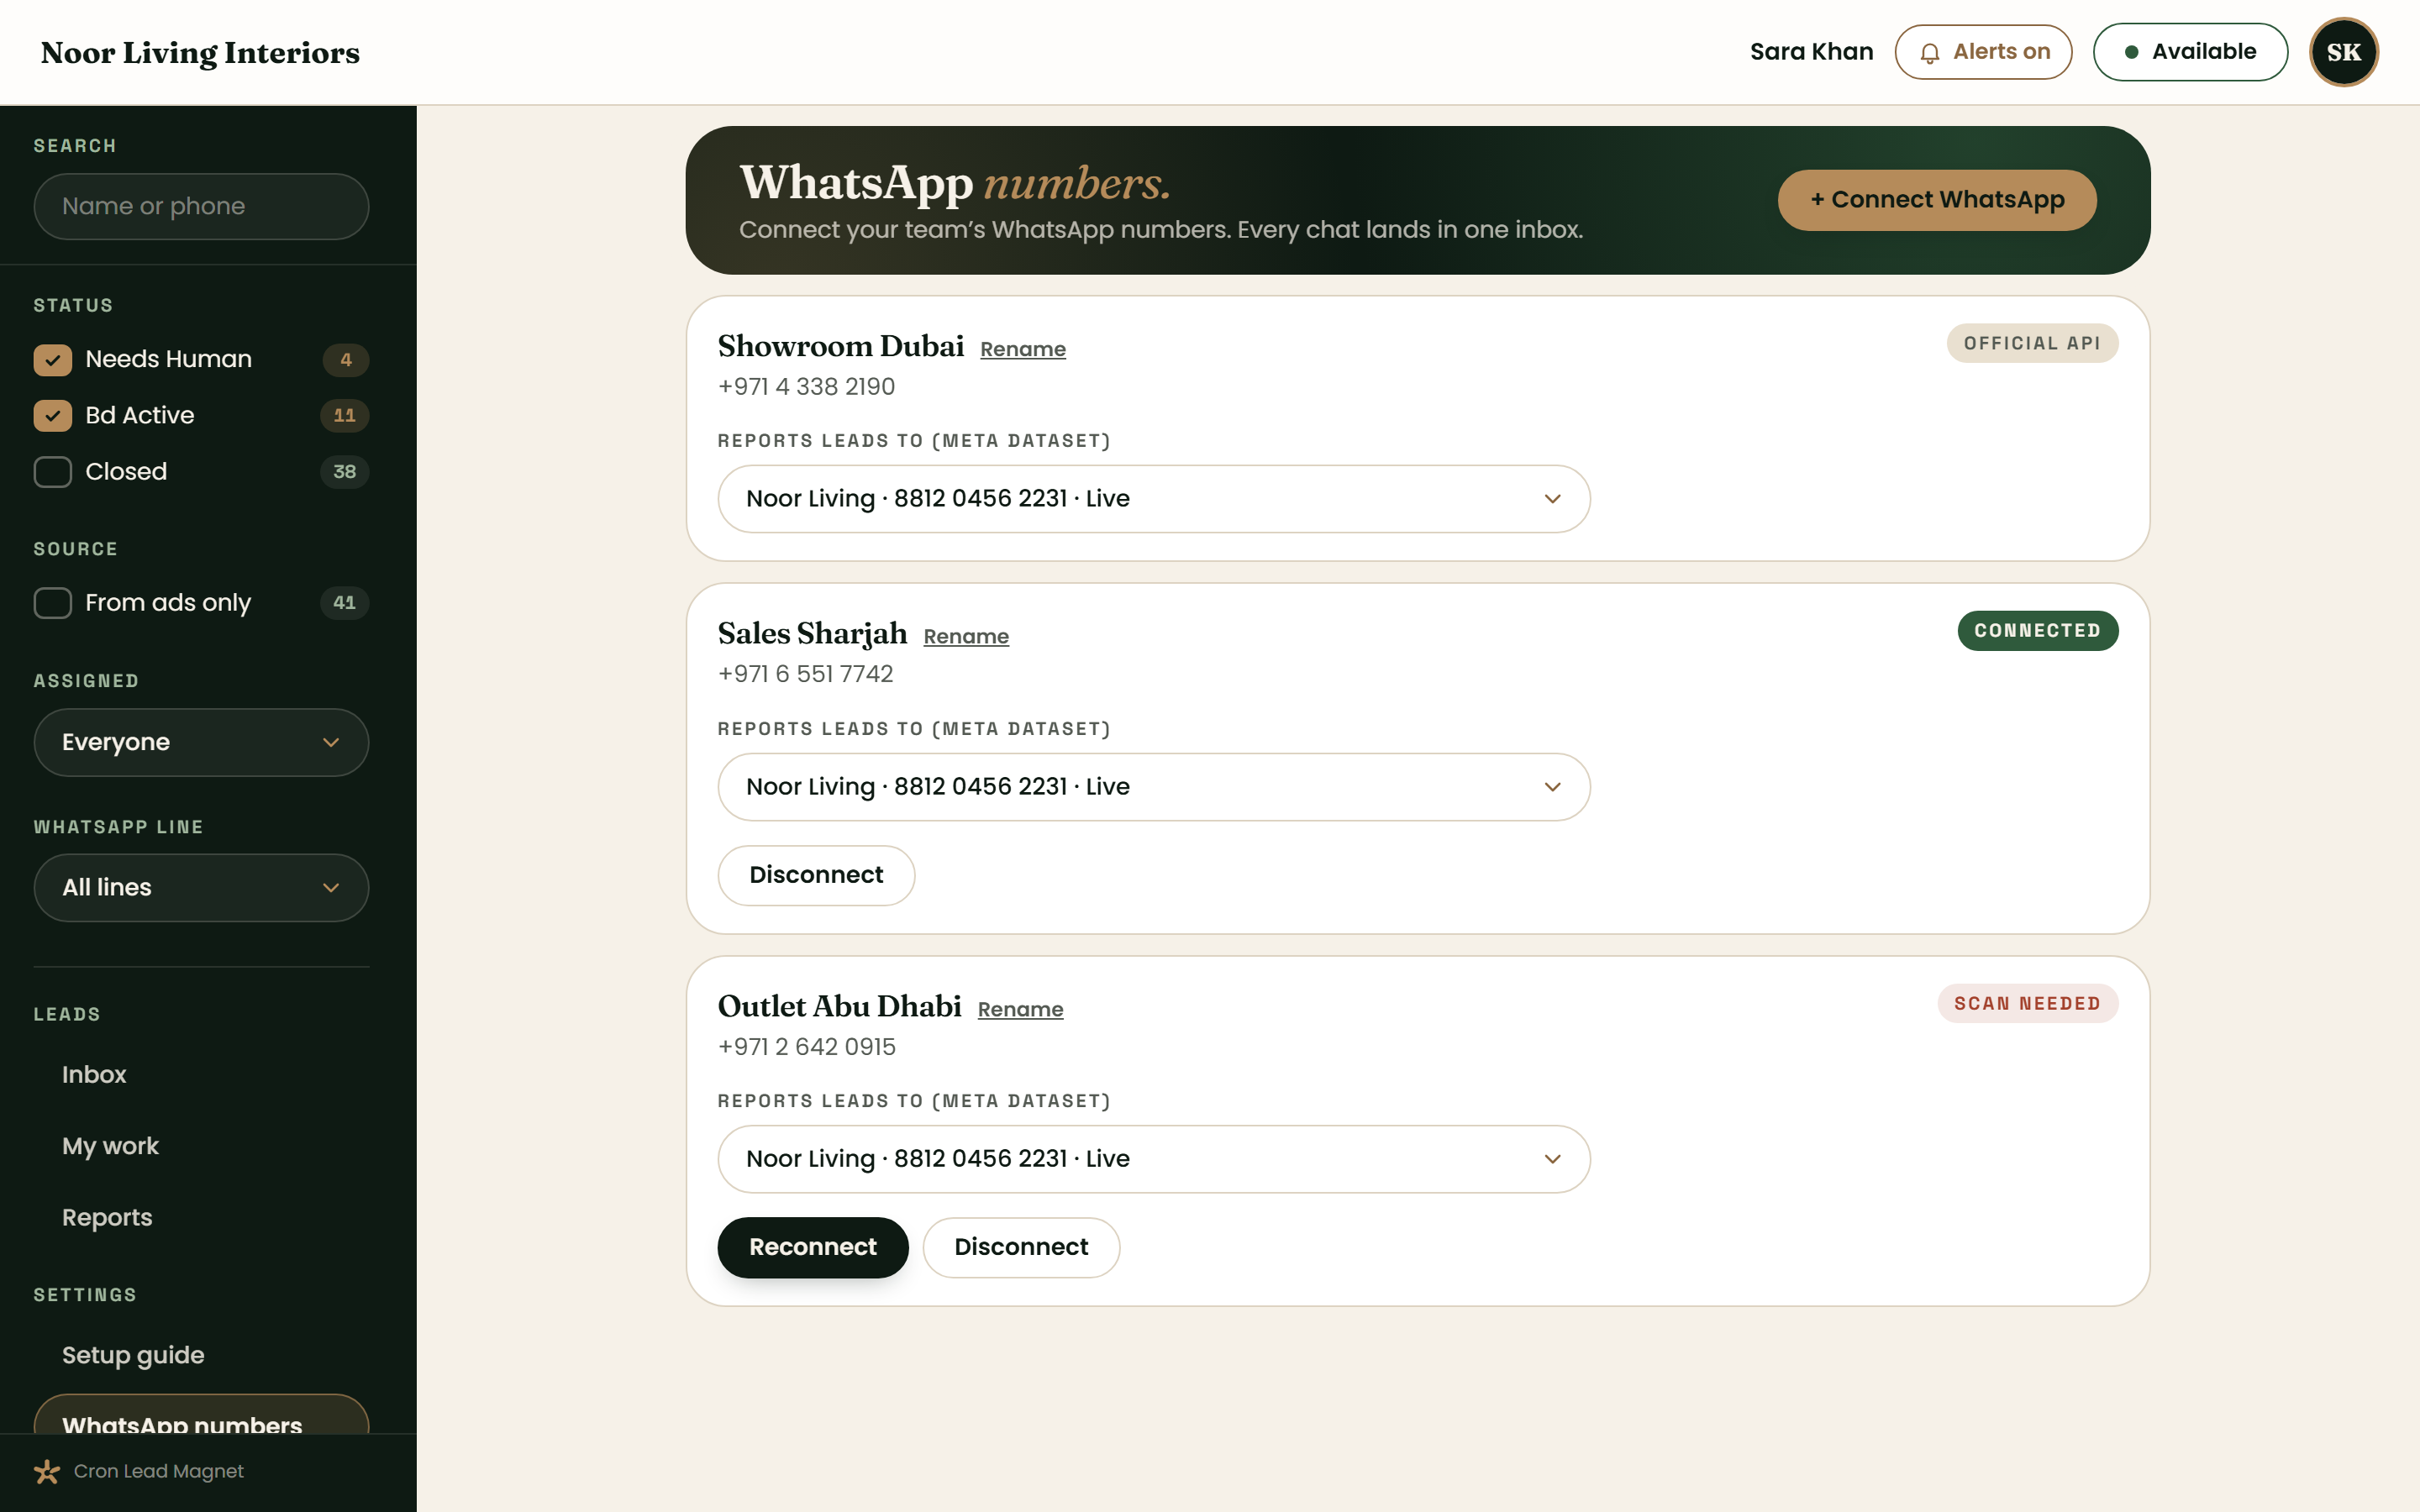 Noor Living Interiors
Sara Khan
Alerts on
Available
SK
SEARCH
Name or phone
STATUS
Needs Human 4
Bd Active 11
Closed 38
SOURCE
From ads only 41
ASSIGNED
Everyone
WHATSAPP LINE
All lines
LEADS
Inbox
My work
Reports
SETTINGS
Setup guide
WhatsApp numbers
Cron Lead Magnet
WhatsApp numbers.
Connect your team’s WhatsApp numbers. Every chat lands in one inbox.
+ Connect WhatsApp
Showroom Dubai Rename
OFFICIAL API
+971 4 338 2190
REPORTS LEADS TO (META DATASET)
Noor Living · 8812 0456 2231 · Live
Sales Sharjah Rename
CONNECTED
+971 6 551 7742
REPORTS LEADS TO (META DATASET)
Noor Living · 8812 0456 2231 · Live
Disconnect
Outlet Abu Dhabi Rename
SCAN NEEDED
+971 2 642 0915
REPORTS LEADS TO (META DATASET)
Noor Living · 8812 0456 2231 · Live
Reconnect Disconnect